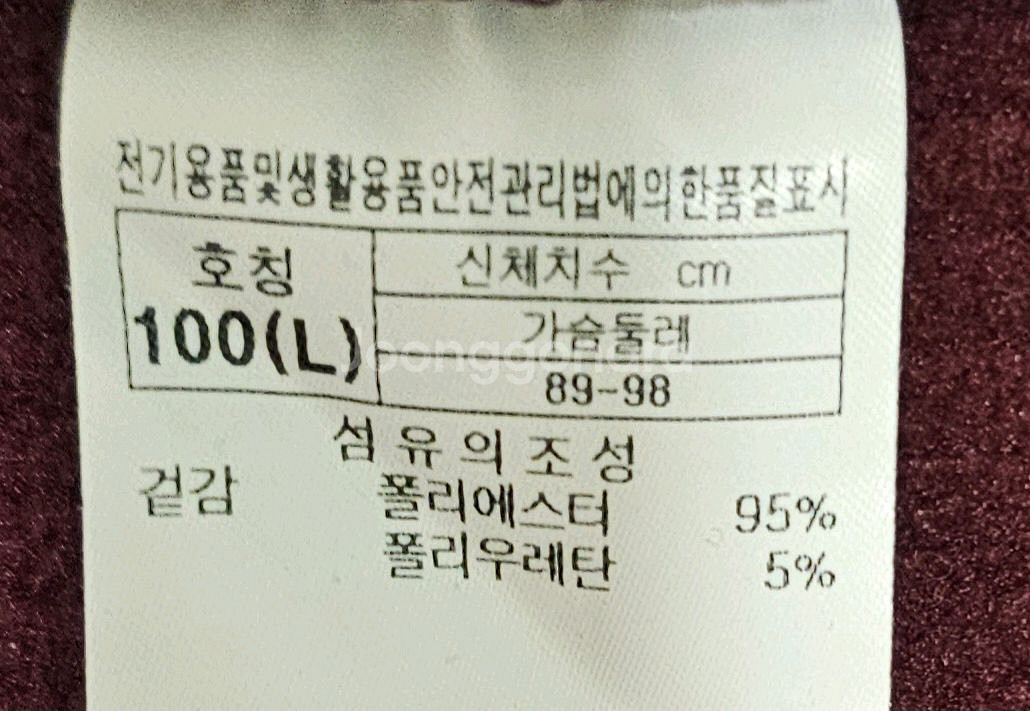 전기용품및생활용품안전관리법에의한품질표시
호칭
100(L)
신체치수 cm
가슴둘레
89-98
섬유의조성
겉감 폴리에스터 95%
폴리우레탄 5%